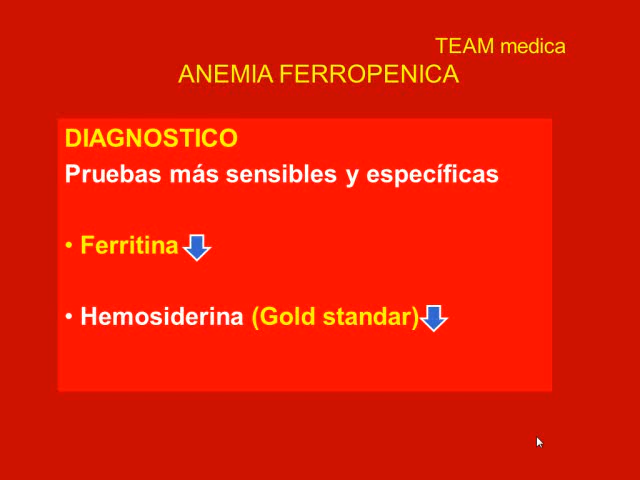 TEAM medica
ANEMIA FERROPENICA
DIAGNOSTICO
Pruebas más sensibles y específicas
• Ferritina
• Hemosiderina (Gold standar)